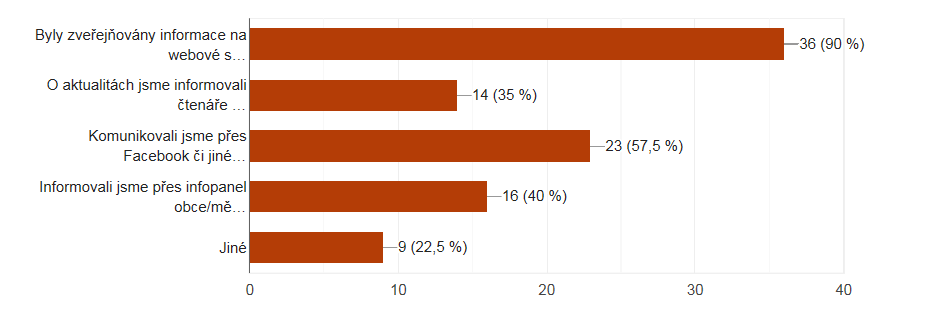 Byly zveřejňovány informace na
webové s…
36 (90 %)
O aktualitách jsme informovali
čtenáře …
14 (35 %)
Komunikovali jsme přes
Facebook či jiné…
23 (57,5 %)
Informovali jsme přes infopanel
obce/mě…
16 (40 %)
Jiné
9 (22,5 %)
0 10 20 30 40